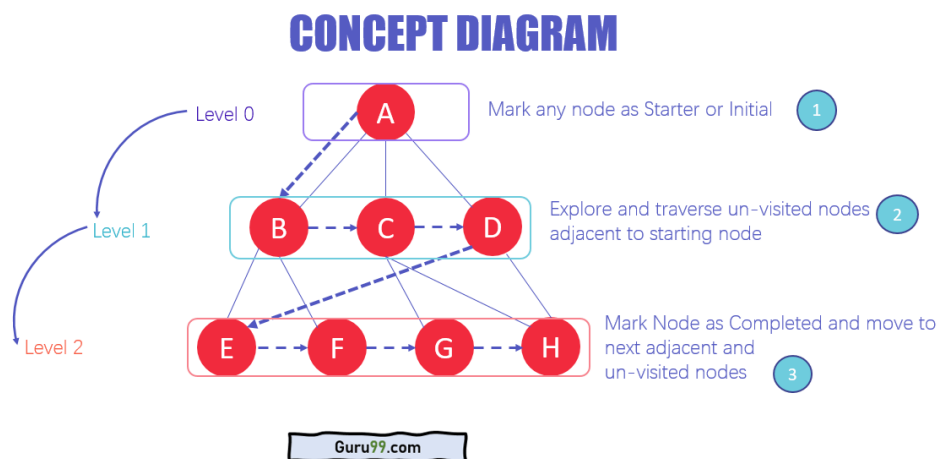 CONCEPT DIAGRAM
Level 0
A
Mark any node as Starter or Initial
1
Level 1
B
C
D
Explore and traverse un-visited nodes
adjacent to starting node
2
Level 2
E
F
G
H
Mark Node as Completed and move to
next adjacent and
un-visited nodes
3
Guru99.com